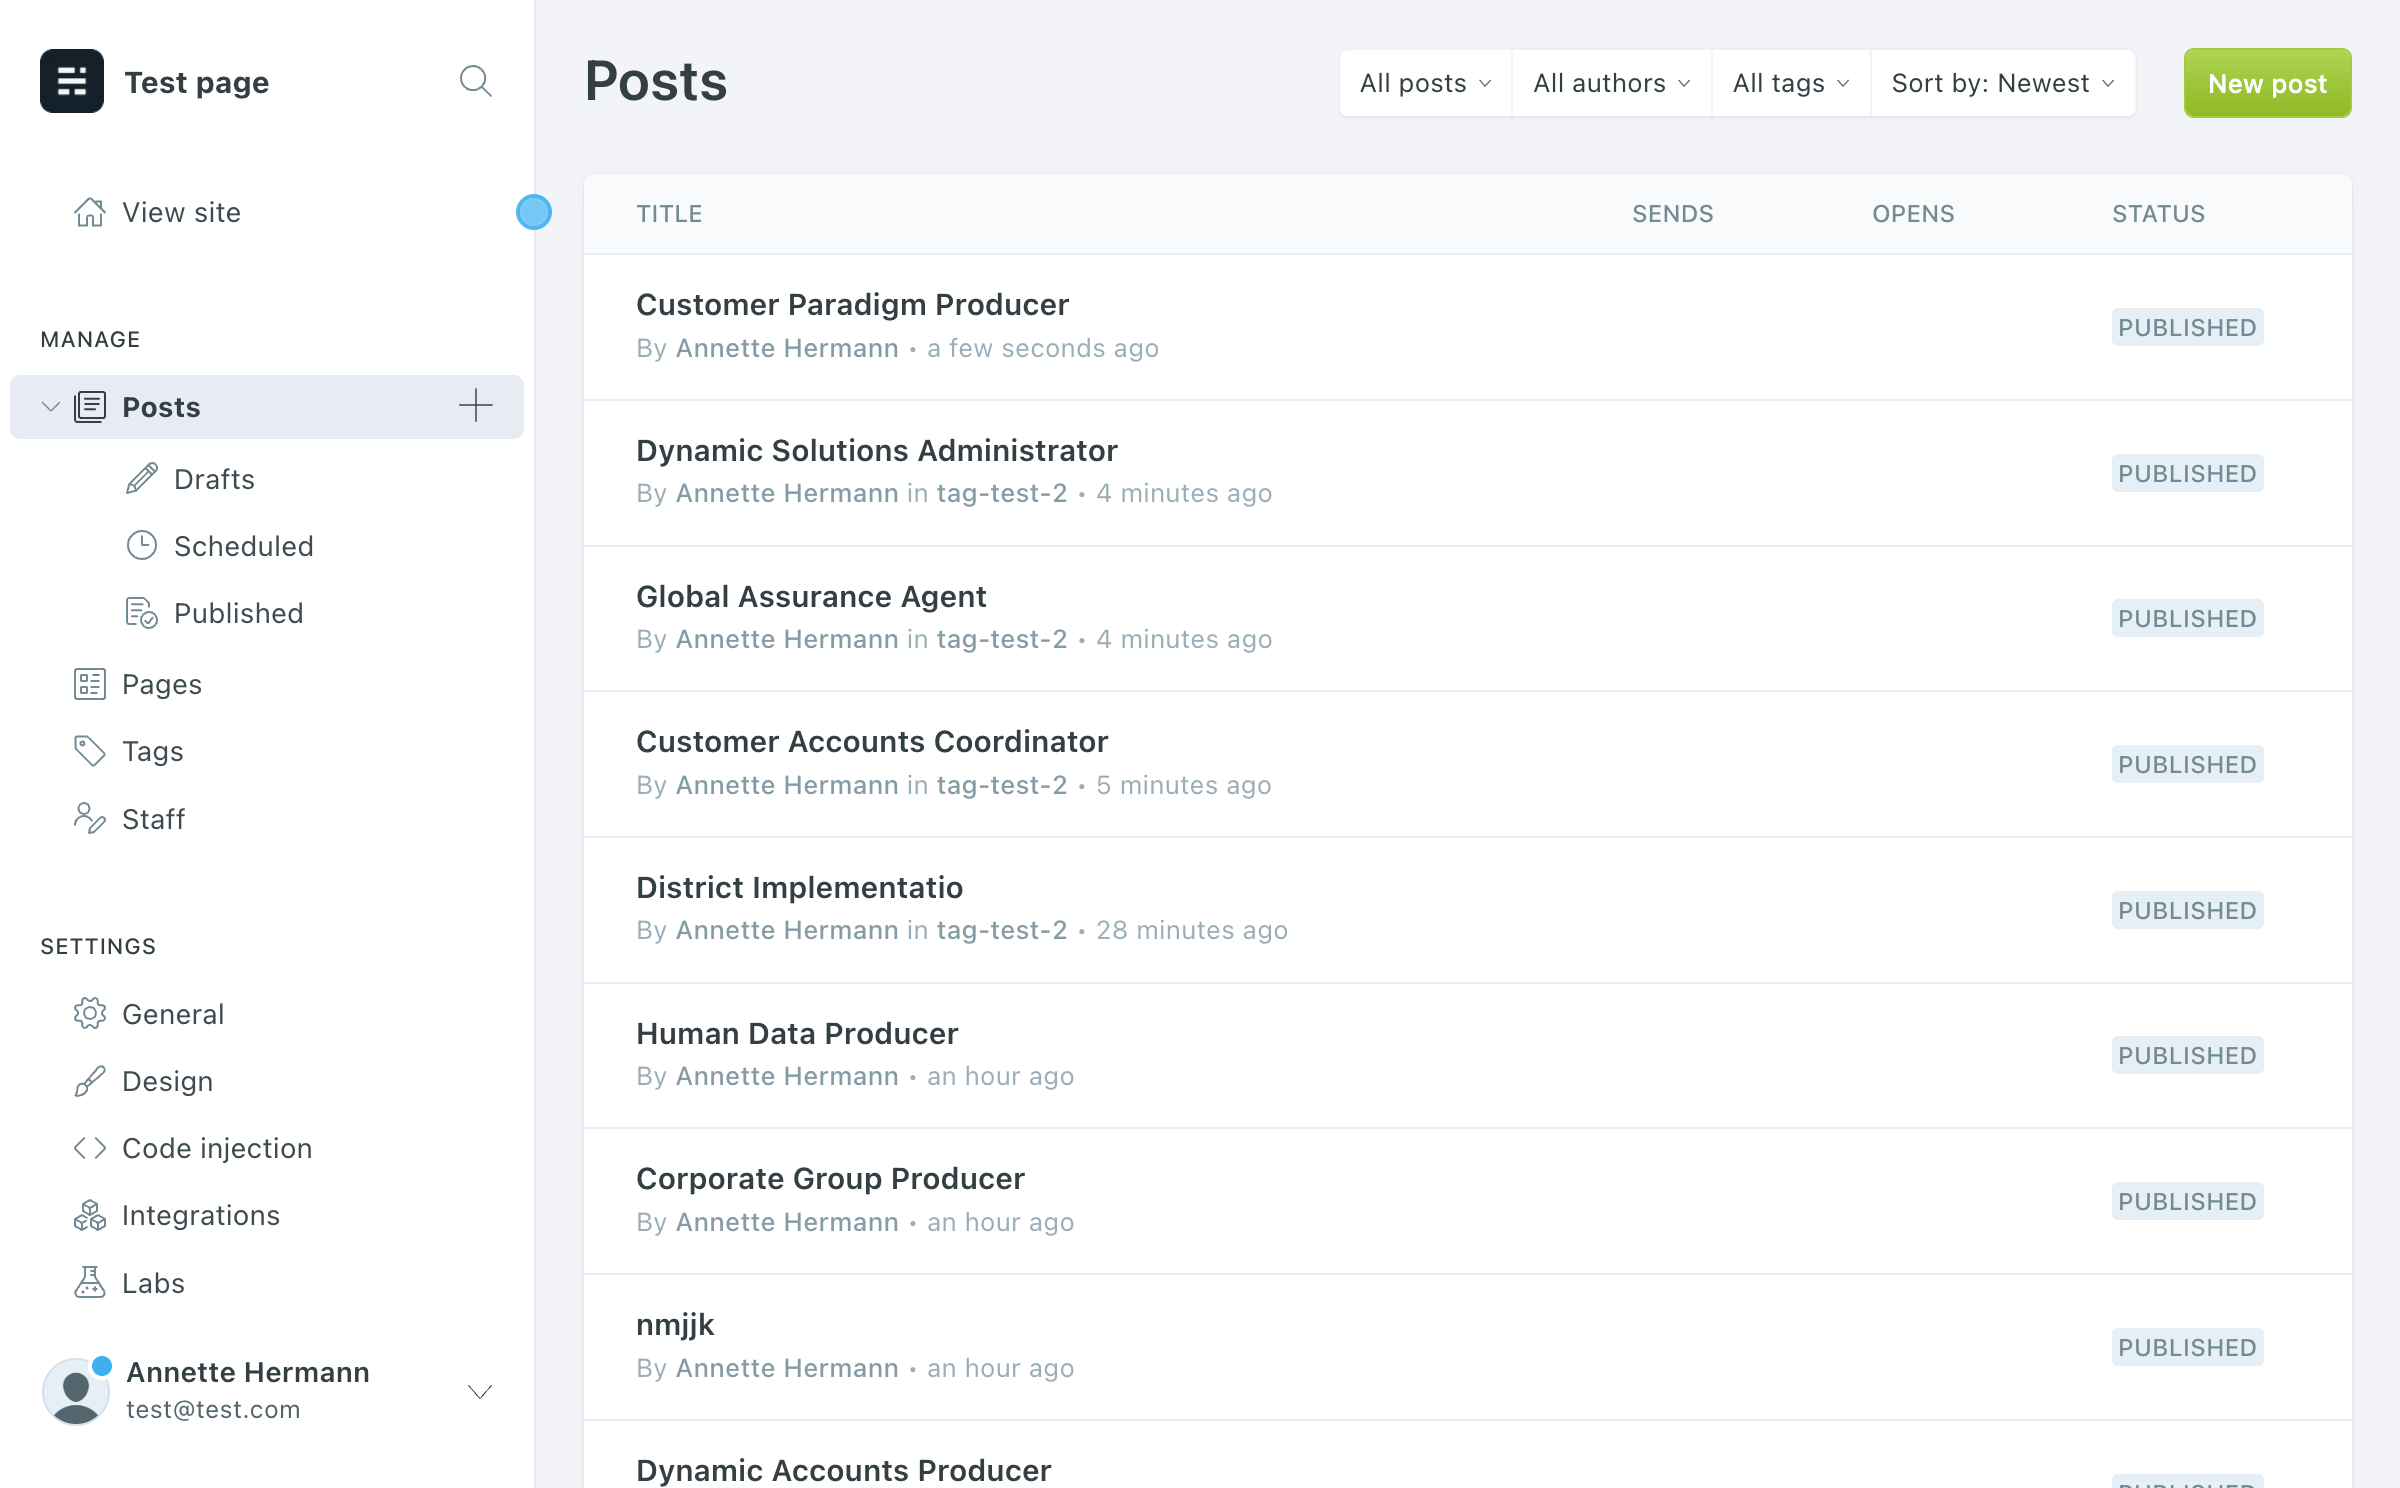 Test page
View site
MANAGE
Posts
Drafts
Scheduled
Published
Pages
Tags
Staff
SETTINGS
General
Design
Code injection
Integrations
Labs
Annette Hermann
test@test.com
Posts
All posts
All authors
All tags
Sort by: Newest
New post
TITLE SENDS OPENS STATUS
Customer Paradigm Producer
By Annette Hermann • a few seconds ago
PUBLISHED
Dynamic Solutions Administrator
By Annette Hermann in tag-test-2 • 4 minutes ago
PUBLISHED
Global Assurance Agent
By Annette Hermann in tag-test-2 • 4 minutes ago
PUBLISHED
Customer Accounts Coordinator
By Annette Hermann in tag-test-2 • 5 minutes ago
PUBLISHED
District Implementatio
By Annette Hermann in tag-test-2 • 28 minutes ago
PUBLISHED
Human Data Producer
By Annette Hermann • an hour ago
PUBLISHED
Corporate Group Producer
By Annette Hermann • an hour ago
PUBLISHED
nmjjk
By Annette Hermann • an hour ago
PUBLISHED
Dynamic Accounts Producer
PUBLISHED